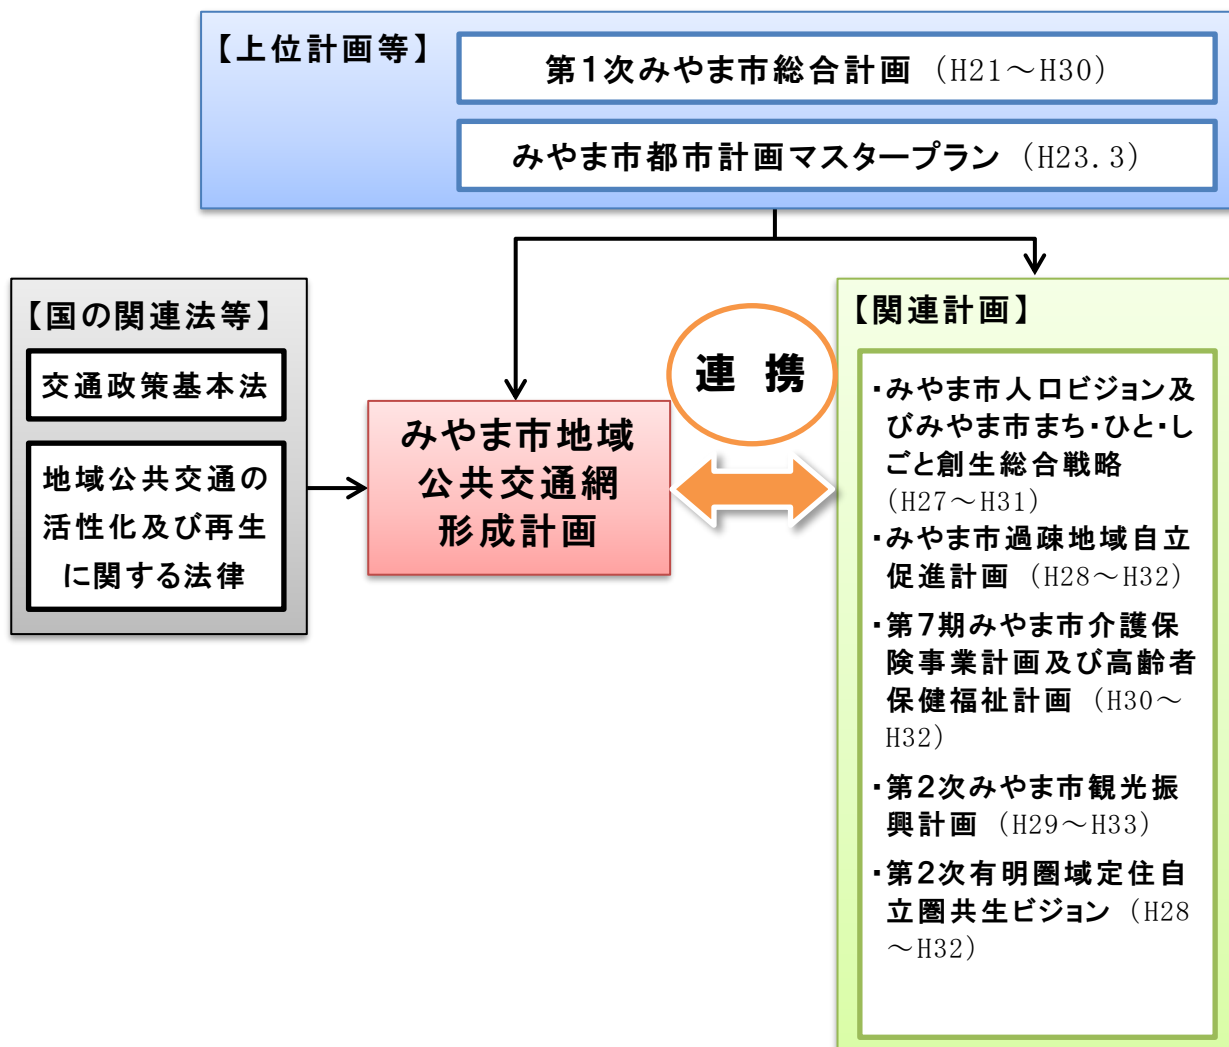 【上位計画等】
第1次みやま市総合計画（H21～H30）
みやま市都市計画マスタープラン（H23.3）
【国の関連法等】
交通政策基本法
地域公共交通の
活性化及び再生
に関する法律
みやま市地域
公共交通網
形成計画
連携
【関連計画】
・みやま市人口ビジョン及
びみやま市まち・ひと・し
ごと創生総合戦略
（H27～H31）
・みやま市過疎地域自立
促進計画（H28～H32）
・第7期みやま市介護保
険事業計画及び高齢者
保健福祉計画（H30～
H32）
・第2次みやま市観光振
興計画（H29～H33）
・第2次有明圏域定住自
立圏共生ビジョン（H28
～H32）